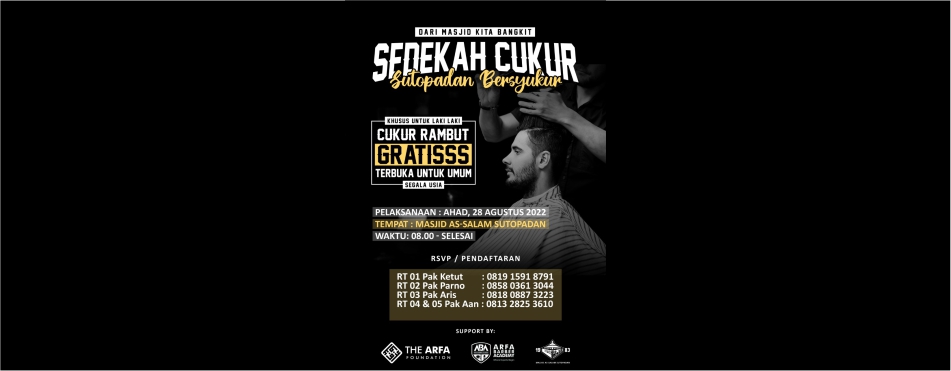 DARI MASJID KITA BANGKIT
SEDEKAH CUKUR
Sutopadan Bersyukur
KHUSUS UNTUK LAKI LAKI
CUKUR RAMBUT
GRATISSS
TERBUKA UNTUK UMUM
SEGALA USIA
PELAKSANAAN : AHAD, 28 AGUSTUS 2022
TEMPAT : MASJID AS-SALAM SUTOPADAN
WAKTU: 08.00 - SELESAI
RSVP / PENDAFTARAN
RT 01 Pak Ketut : 0819 1591 8791
RT 02 Pak Parno : 0858 0361 3044
RT 03 Pak Aris : 0818 0887 3223
RT 04 & 05 Pak Aan : 0813 2825 3610
SUPPORT BY:
THE ARFA
FOUNDATION
ABA
ARFA
BARBER
ACADEMY
19 93